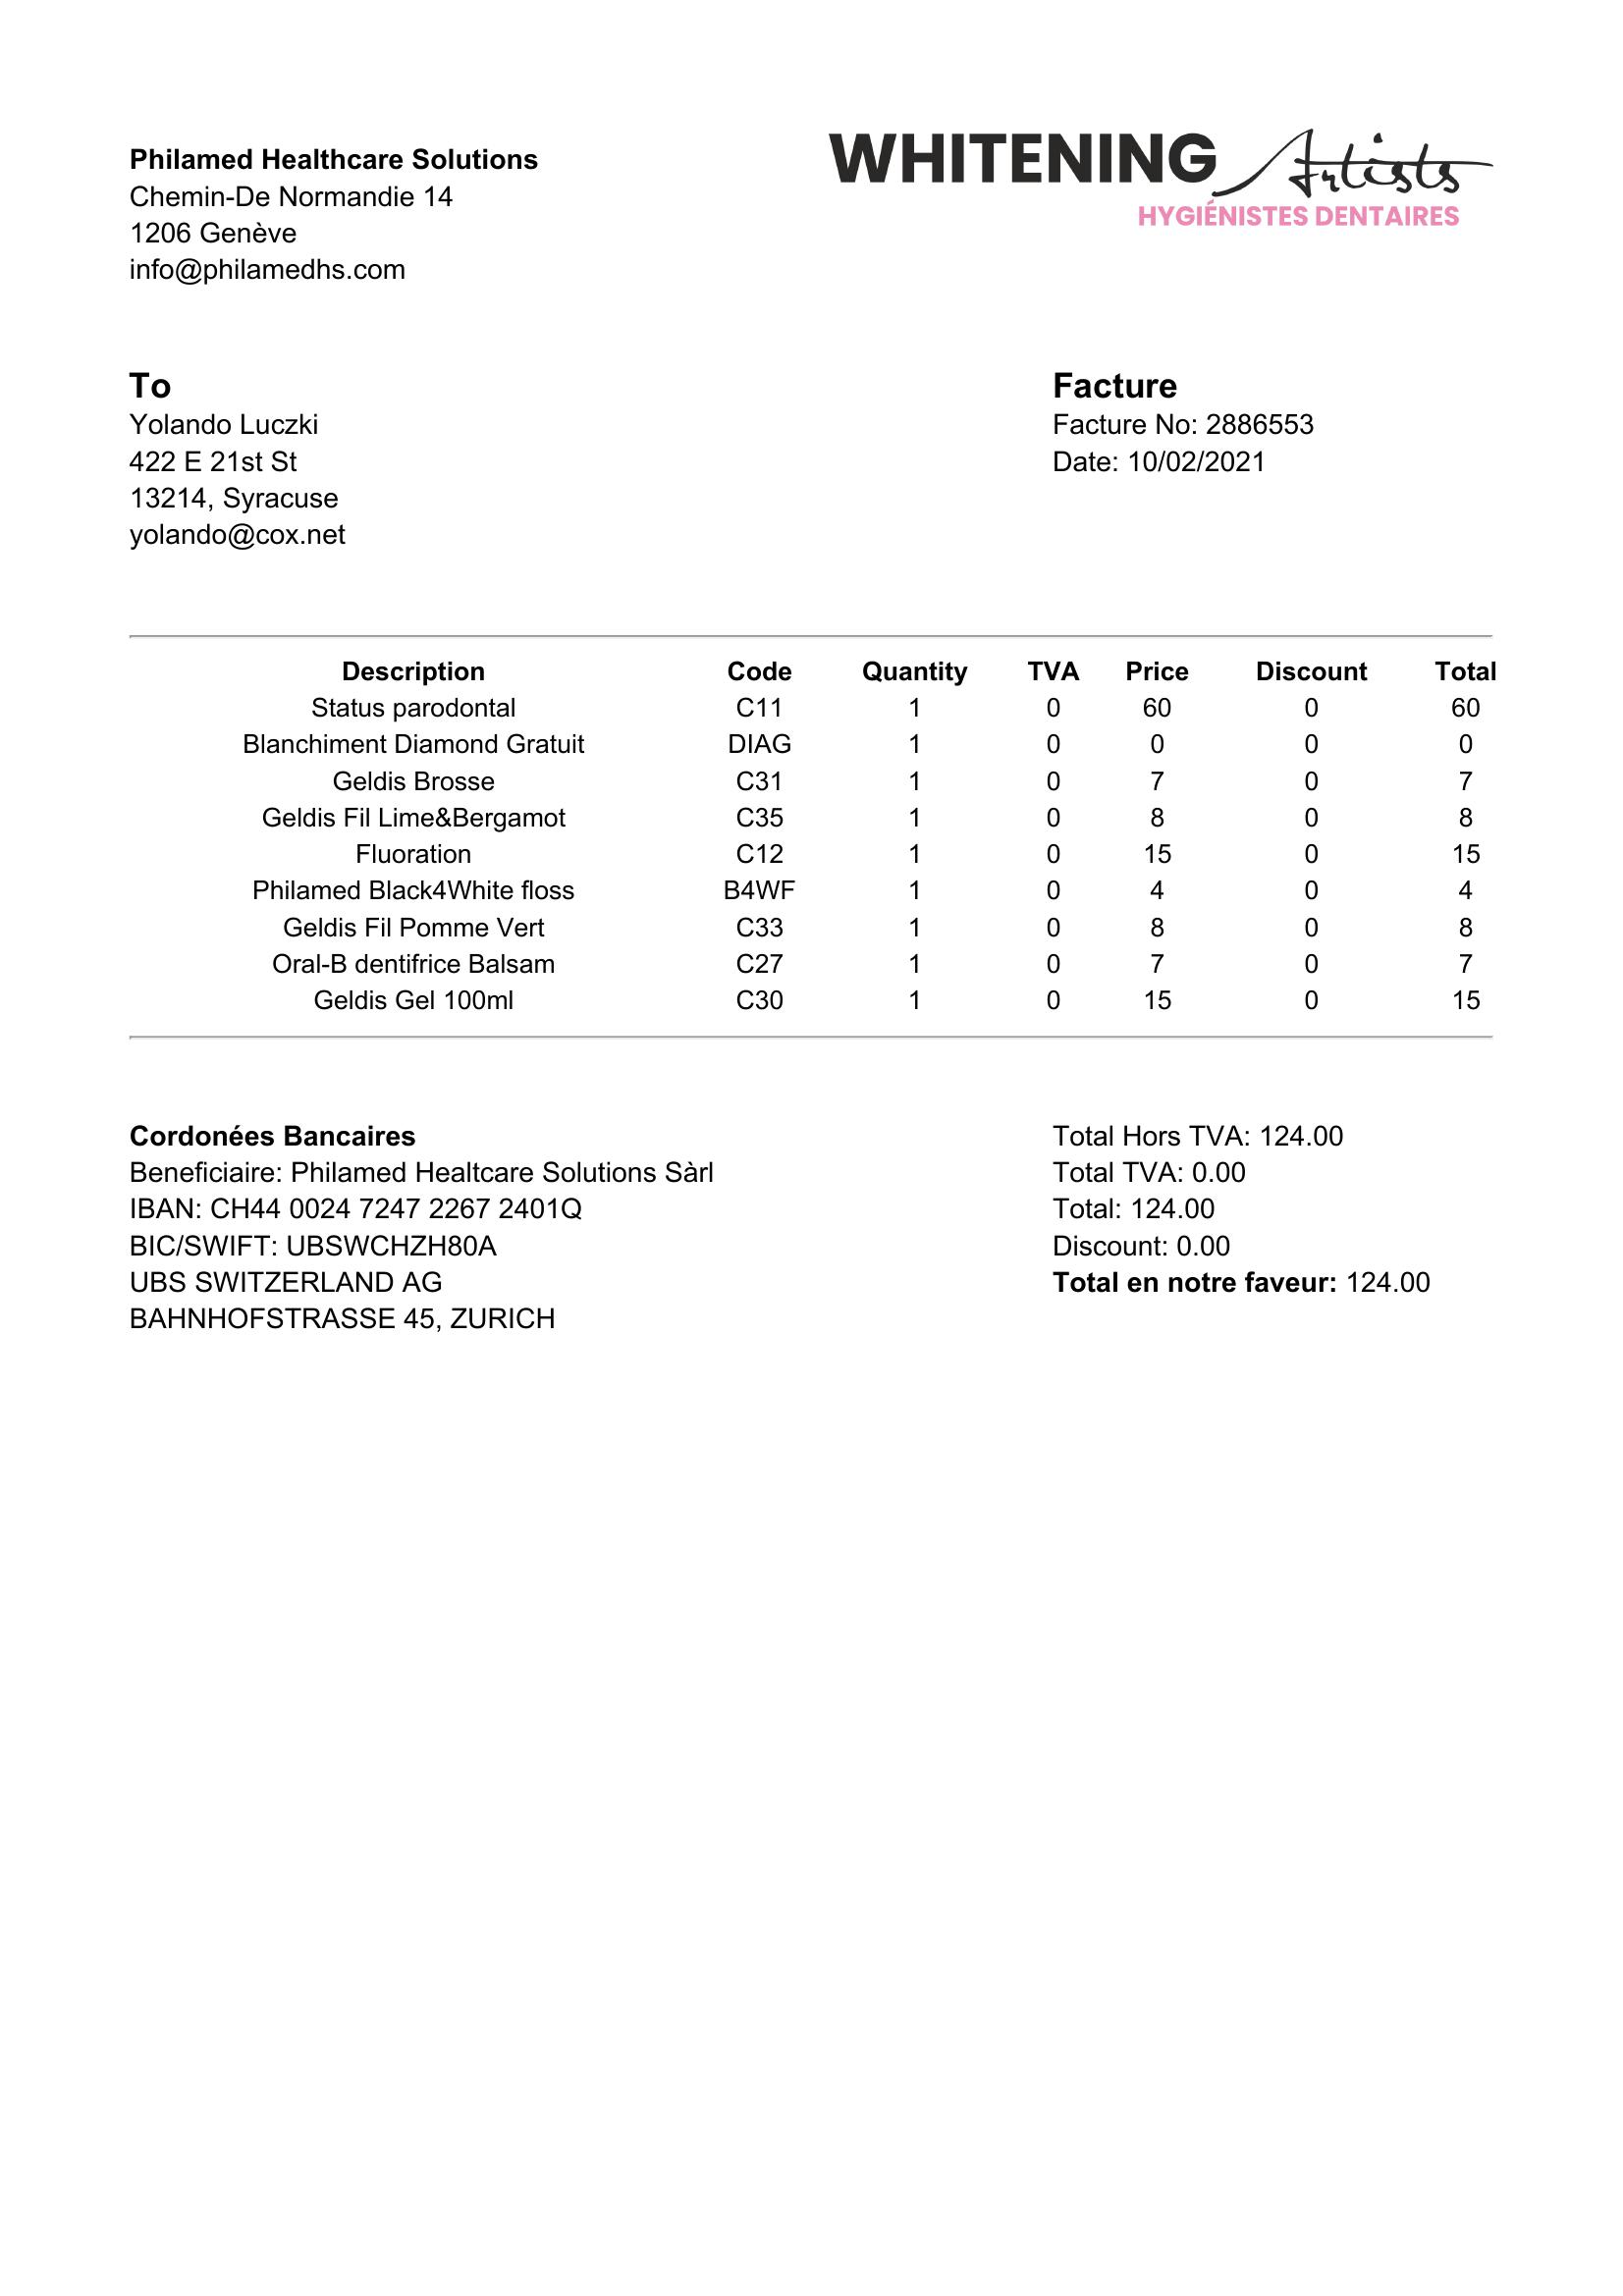 Philamed Healthcare Solutions
Chemin-De Normandie 14
1206 Genève
info@philamedhs.com
WHITENING Artists
HYGIÉNISTES DENTAIRES
To
Yolando Luczki
422 E 21st St
13214, Syracuse
yolando@cox.net
Facture
Facture No: 2886553
Date: 10/02/2021
Description Code Quantity TVA Price Discount Total
Status parodontal C11 1 0 60 0 60
Blanchiment Diamond Gratuit DIAG 1 0 0 0 0
Geldis Brosse C31 1 0 7 0 7
Geldis Fil Lime&Bergamot C35 1 0 8 0 8
Fluoration C12 1 0 15 0 15
Philamed Black4White floss B4WF 1 0 4 0 4
Geldis Fil Pomme Vert C33 1 0 8 0 8
Oral-B dentifrice Balsam C27 1 0 7 0 7
Geldis Gel 100ml C30 1 0 15 0 15
Cordonées Bancaires
Beneficiaire: Philamed Healtcare Solutions Sàrl
IBAN: CH44 0024 7247 2267 2401Q
BIC/SWIFT: UBSWCHZH80A
UBS SWITZERLAND AG
BAHNHOFSTRASSE 45, ZURICH
Total Hors TVA: 124.00
Total TVA: 0.00
Total: 124.00
Discount: 0.00
Total en notre faveur: 124.00